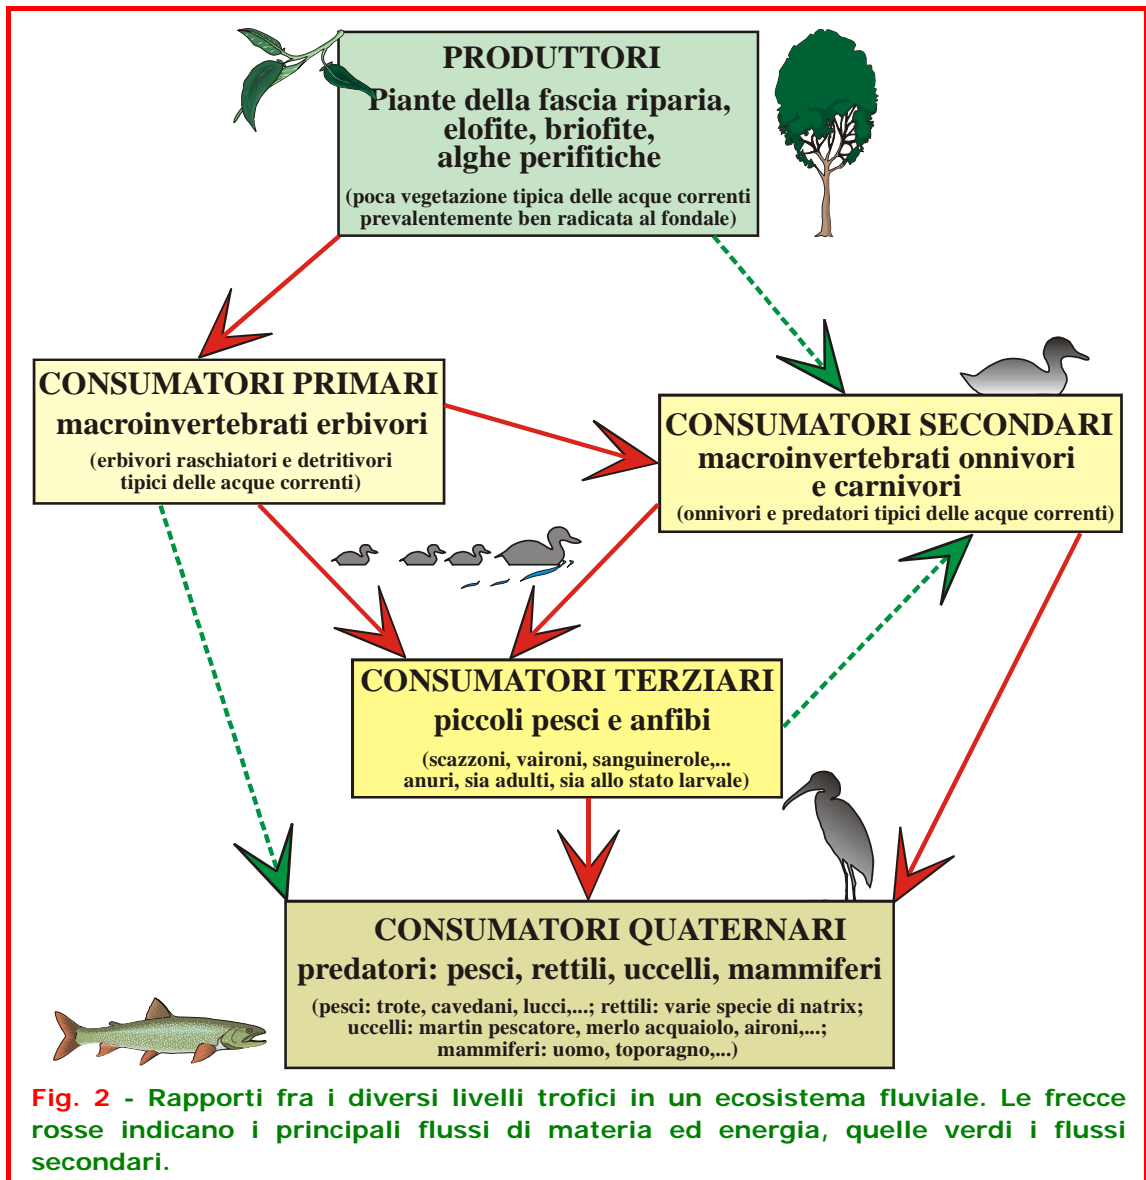 PRODUTTORI
Piante della fascia riparia,
elofite, briofite,
alghe perifitiche
(poca vegetazione tipica delle acque correnti
prevalentemente ben radicata al fondale)
CONSUMATORI PRIMARI
macroinvertebrati erbivori
(erbivori raschiatori e detritivori
tipici delle acque correnti)
CONSUMATORI SECONDARI
macroinvertebrati onnivori
e carnivori
(onnivori e predatori tipici delle acque correnti)
CONSUMATORI TERZIARI
piccoli pesci e anfibi
(scazzoni, vaironi, sanguinerole,...
anuri, sia adulti, sia allo stato larvale)
CONSUMATORI QUATERNARI
predatori: pesci, rettili, uccelli, mammiferi
(pesci: trote, cavedani, lucci,...; rettili: varie specie di natrix;
uccelli: martin pescatore, merlo acquaiolo, aironi,...;
mammiferi: uomo, toporagno,...)
Fig. 2 - Rapporti fra i diversi livelli trofici in un ecosistema fluviale. Le frecce
rosse indicano i principali flussi di materia ed energia, quelle verdi i flussi
secondari.